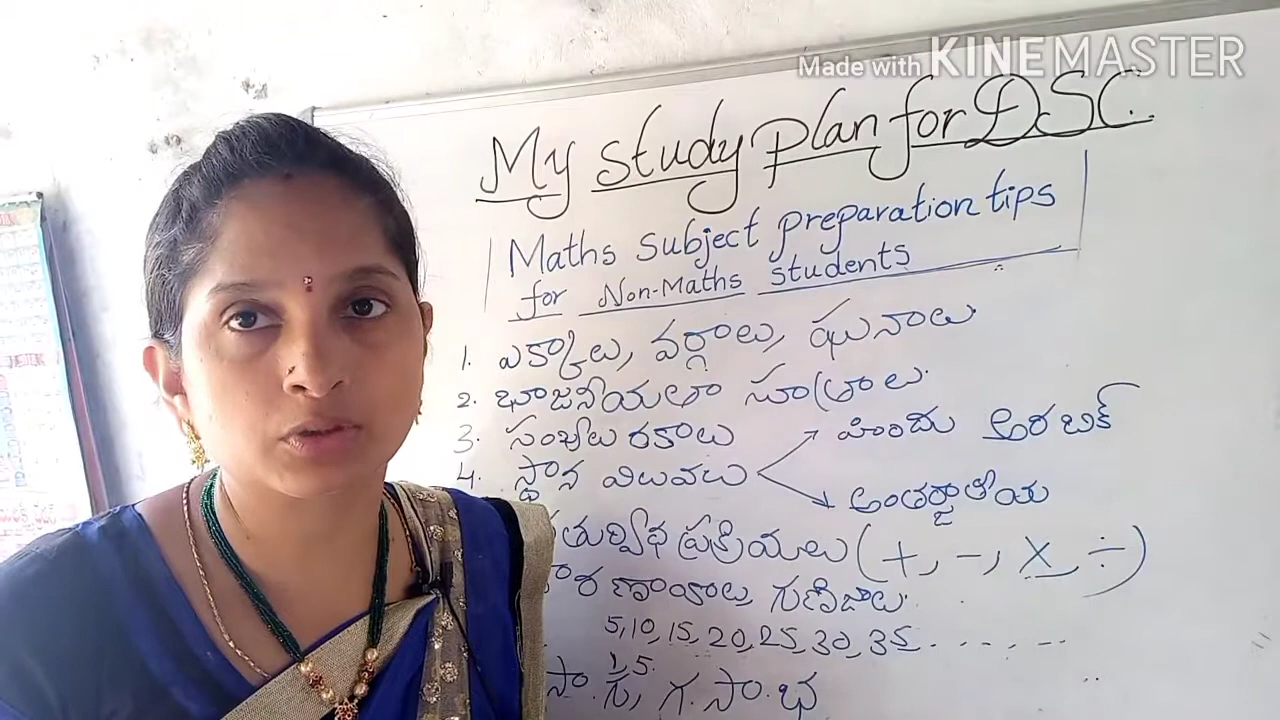 Made with KINEMASTER
My study plan for DSC.
Maths subject preparation tips
for Non-Maths students
1. ఎక్కాలు, వర్గాలు, ఘనాలు
2. భాజనీయతా సూత్రాలు.
3. సంఖ్యల రకాలు
హిందు అరబిక్
4. స్థాన విలువలు
అంతర్జాతీయ
తుర్విధ ప్రక్రియలు (+, -, ×, ÷)
రణాంకాలు, గుణిజాలు.
5, 10, 15, 20, 25, 30, 35 - - - - - -
1, 5.
సా. గు, గ. సా. భ